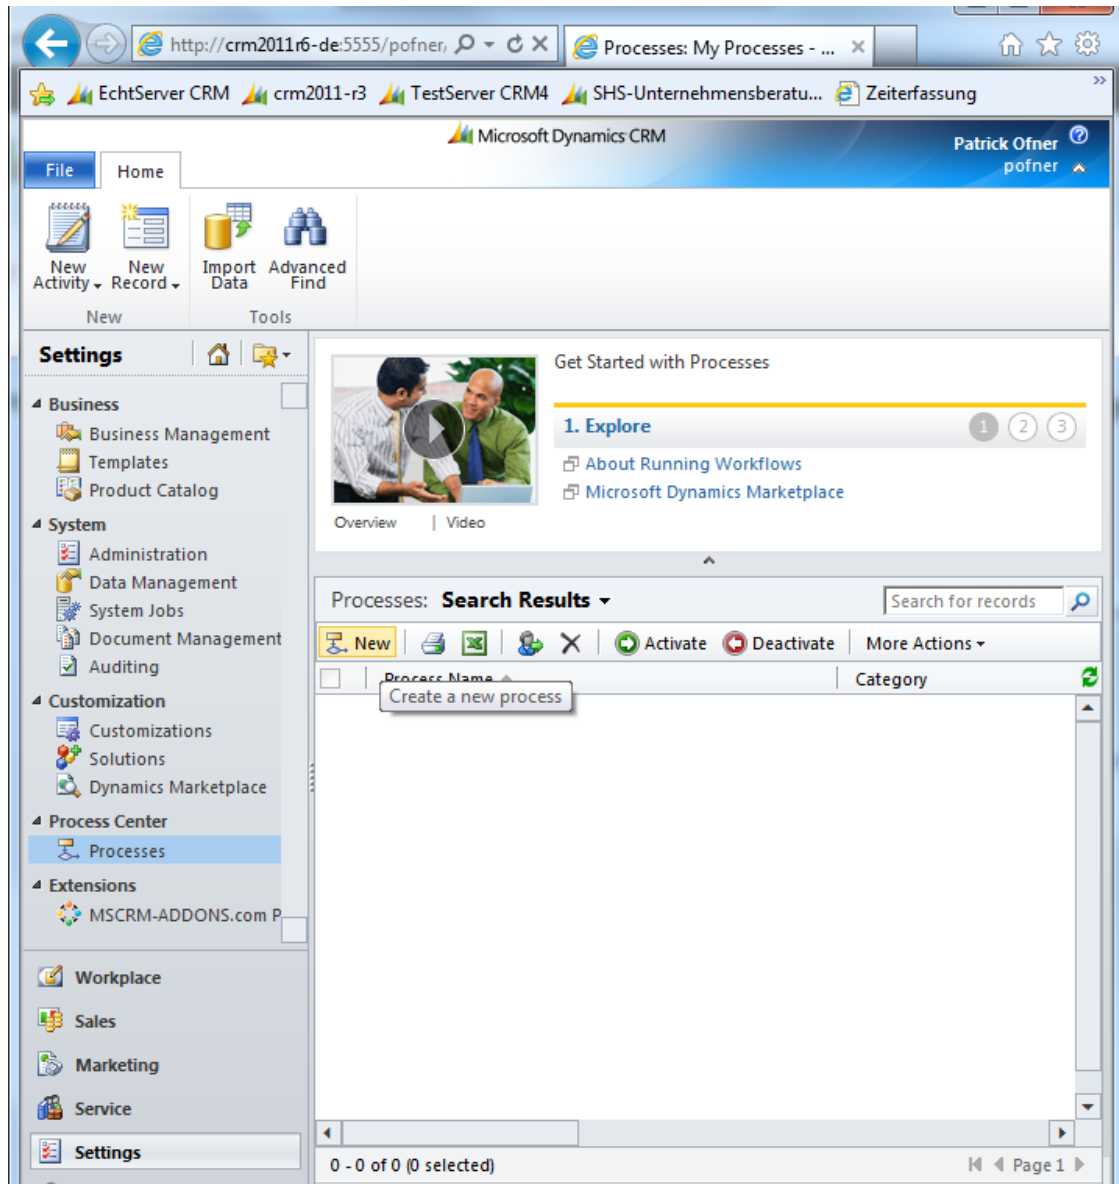 http://crm2011r6-de:5555/pofner,
Processes: My Processes - ...
EchtServer CRM crm2011-r3 TestServer CRM4 SHS-Unternehmensberatu... Zeiterfassung
Microsoft Dynamics CRM
Patrick Ofner
pofner
File Home
New Activity
New Record
Import Data
Advanced Find
New
Tools
Settings
Business
Business Management
Templates
Product Catalog
System
Administration
Data Management
System Jobs
Document Management
Auditing
Customization
Customizations
Solutions
Dynamics Marketplace
Process Center
Processes
Extensions
MSCRM-ADDONS.com P
Workplace
Sales
Marketing
Service
Settings
Get Started with Processes
1. Explore
1 2 3
About Running Workflows
Microsoft Dynamics Marketplace
Overview | Video
Processes: Search Results
Search for records
New Activate Deactivate More Actions
Process Name Category
Create a new process
0 - 0 of 0 (0 selected)
Page 1